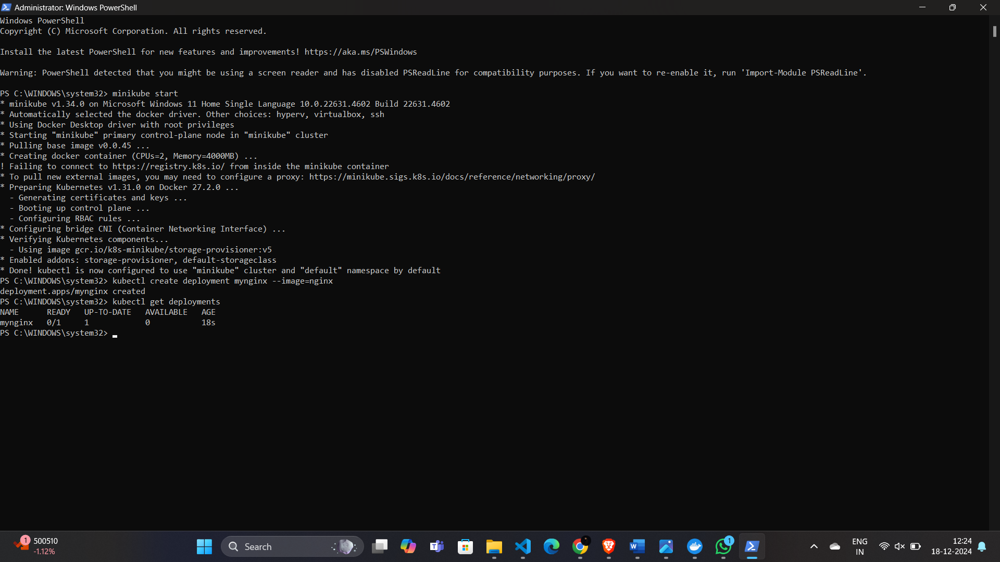 Administrator: Windows PowerShell
Windows PowerShell
Copyright (C) Microsoft Corporation. All rights reserved.
Install the latest PowerShell for new features and improvements! https://aka.ms/PSWindows
Warning: PowerShell detected that you might be using a screen reader and has disabled PSReadLine for compatibility purposes. If you want to re-enable it, run 'Import-Module PSReadLine'.
PS C:\WINDOWS\system32> minikube start
* minikube v1.34.0 on Microsoft Windows 11 Home Single Language 10.0.22631.4602 Build 22631.4602
* Automatically selected the docker driver. Other choices: hyperv, virtualbox, ssh
* Using Docker Desktop driver with root privileges
* Starting "minikube" primary control-plane node in "minikube" cluster
* Pulling base image v0.0.45 ...
* Creating docker container (CPUs=2, Memory=4000MB) ...
! Failing to connect to https://registry.k8s.io/ from inside the minikube container
* To pull new external images, you may need to configure a proxy: https://minikube.sigs.k8s.io/docs/reference/networking/proxy/
* Preparing Kubernetes v1.31.0 on Docker 27.2.0 ...
  - Generating certificates and keys ...
  - Booting up control plane ...
  - Configuring RBAC rules ...
* Configuring bridge CNI (Container Networking Interface) ...
* Verifying Kubernetes components...
  - Using image gcr.io/k8s-minikube/storage-provisioner:v5
* Enabled addons: storage-provisioner, default-storageclass
* Done! kubectl is now configured to use "minikube" cluster and "default" namespace by default
PS C:\WINDOWS\system32> kubectl create deployment mynginx --image=nginx
deployment.apps/mynginx created
PS C:\WINDOWS\system32> kubectl get deployments
NAME      READY   UP-TO-DATE   AVAILABLE   AGE
mynginx   0/1     1            0           18s
PS C:\WINDOWS\system32>
1
500510
-1.12%
Search
1
ENG
IN
12:24
18-12-2024